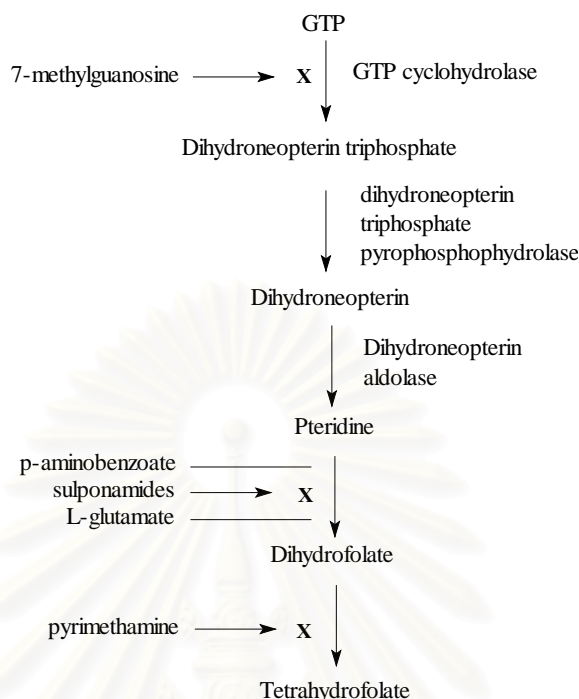 GTP
7-methylguanosine
X
GTP cyclohydrolase
Dihydroneopterin triphosphate
dihydroneopterin
triphosphate
pyrophosphophydrolase
Dihydroneopterin
Dihydroneopterin
aldolase
Pteridine
p-aminobenzoate
sulponamides
X
L-glutamate
Dihydrofolate
pyrimethamine
X
Tetrahydrofolate